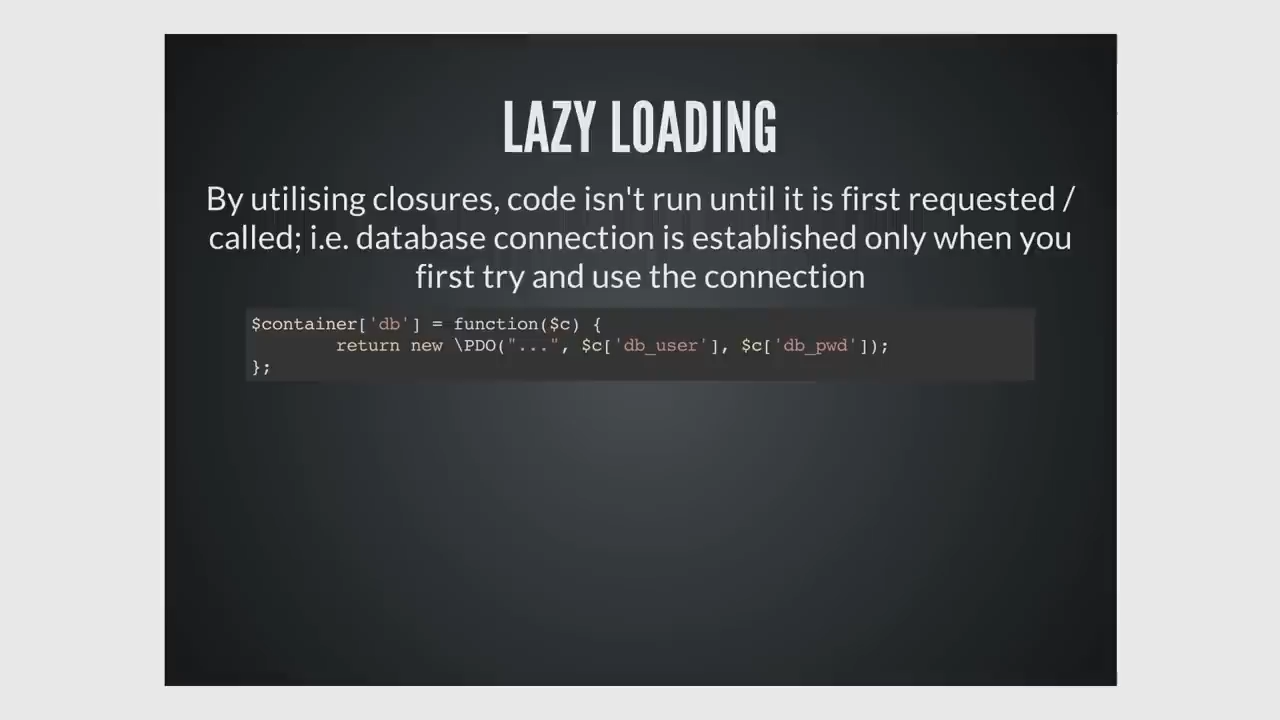 LAZY LOADING
By utilising closures, code isn't run until it is first requested /
called; i.e. database connection is established only when you
first try and use the connection
$container['db'] = function($c) {
        return new \PDO("...", $c['db_user'], $c['db_pwd']);
};